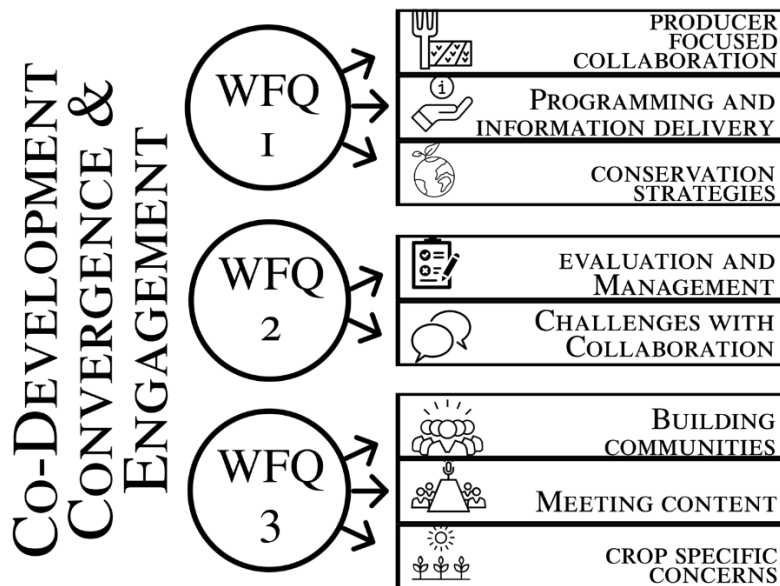 Co-Development
Convergence &
Engagement
WFQ
1
producer
focused
collaboration
Programming and
information delivery
conservation
strategies
WFQ
2
evaluation and
Management
Challenges with
Collaboration
WFQ
3
Building
communities
Meeting content
crop specific
concerns